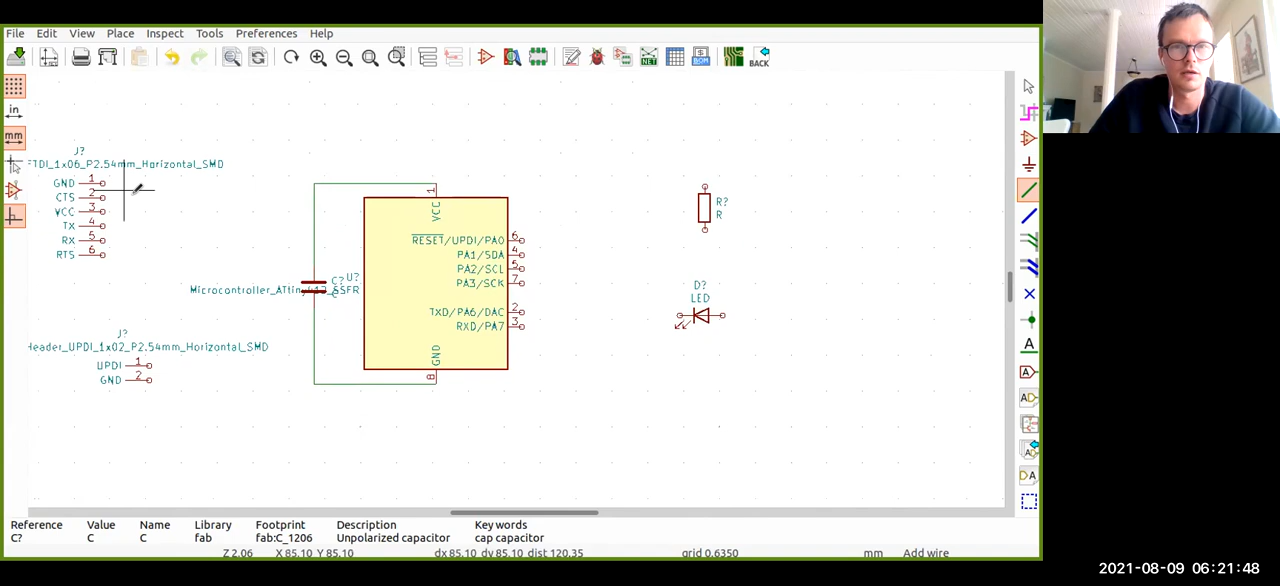 File Edit View Place Inspect Tools Preferences Help
NET
BOM
BACK
in
mm
J?
FTDI_1x06_P2.54mm_Horizontal_SMD
GND 1
CTS 2
VCC 3
TX 4
RX 5
RTS 6
J?
Header_UPDI_1x02_P2.54mm_Horizontal_SMD
UPDI 1
GND 2
C?
U?
1
VCC
RESET/UPDI/PA0 6
PA1/SDA 4
PA2/SCL 5
PA3/SCK 7
TXD/PA6/DAC 2
RXD/PA7 3
GND
8
R?
R
D?
LED
A
A
AD
AD
DA
Reference Value Name Library Footprint Description Key words
C? C C fab fab:C_1206 Unpolarized capacitor cap capacitor
Z 2.06 X 85.10 Y 85.10 dx 85.10 dy 85.10 dist 120.35 grid 0.6350 mm Add wire
2021-08-09 06:21:48